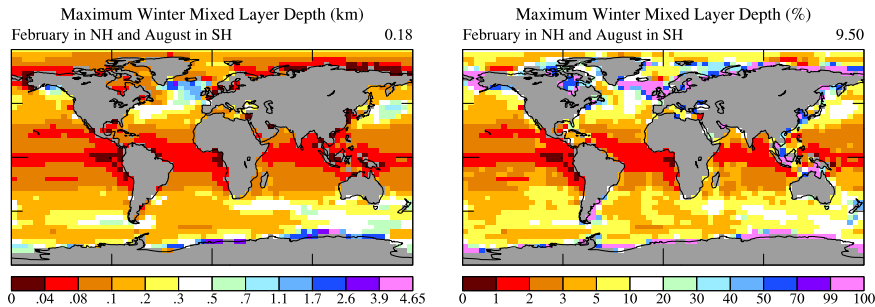 Maximum Winter Mixed Layer Depth (km)
February in NH and August in SH 0.18
0 .04 .08 .1 .2 .3 .5 .7 1.1 1.7 2.6 3.9 4.65
Maximum Winter Mixed Layer Depth (%)
February in NH and August in SH 9.50
0 1 2 3 5 10 20 30 40 50 70 99 100